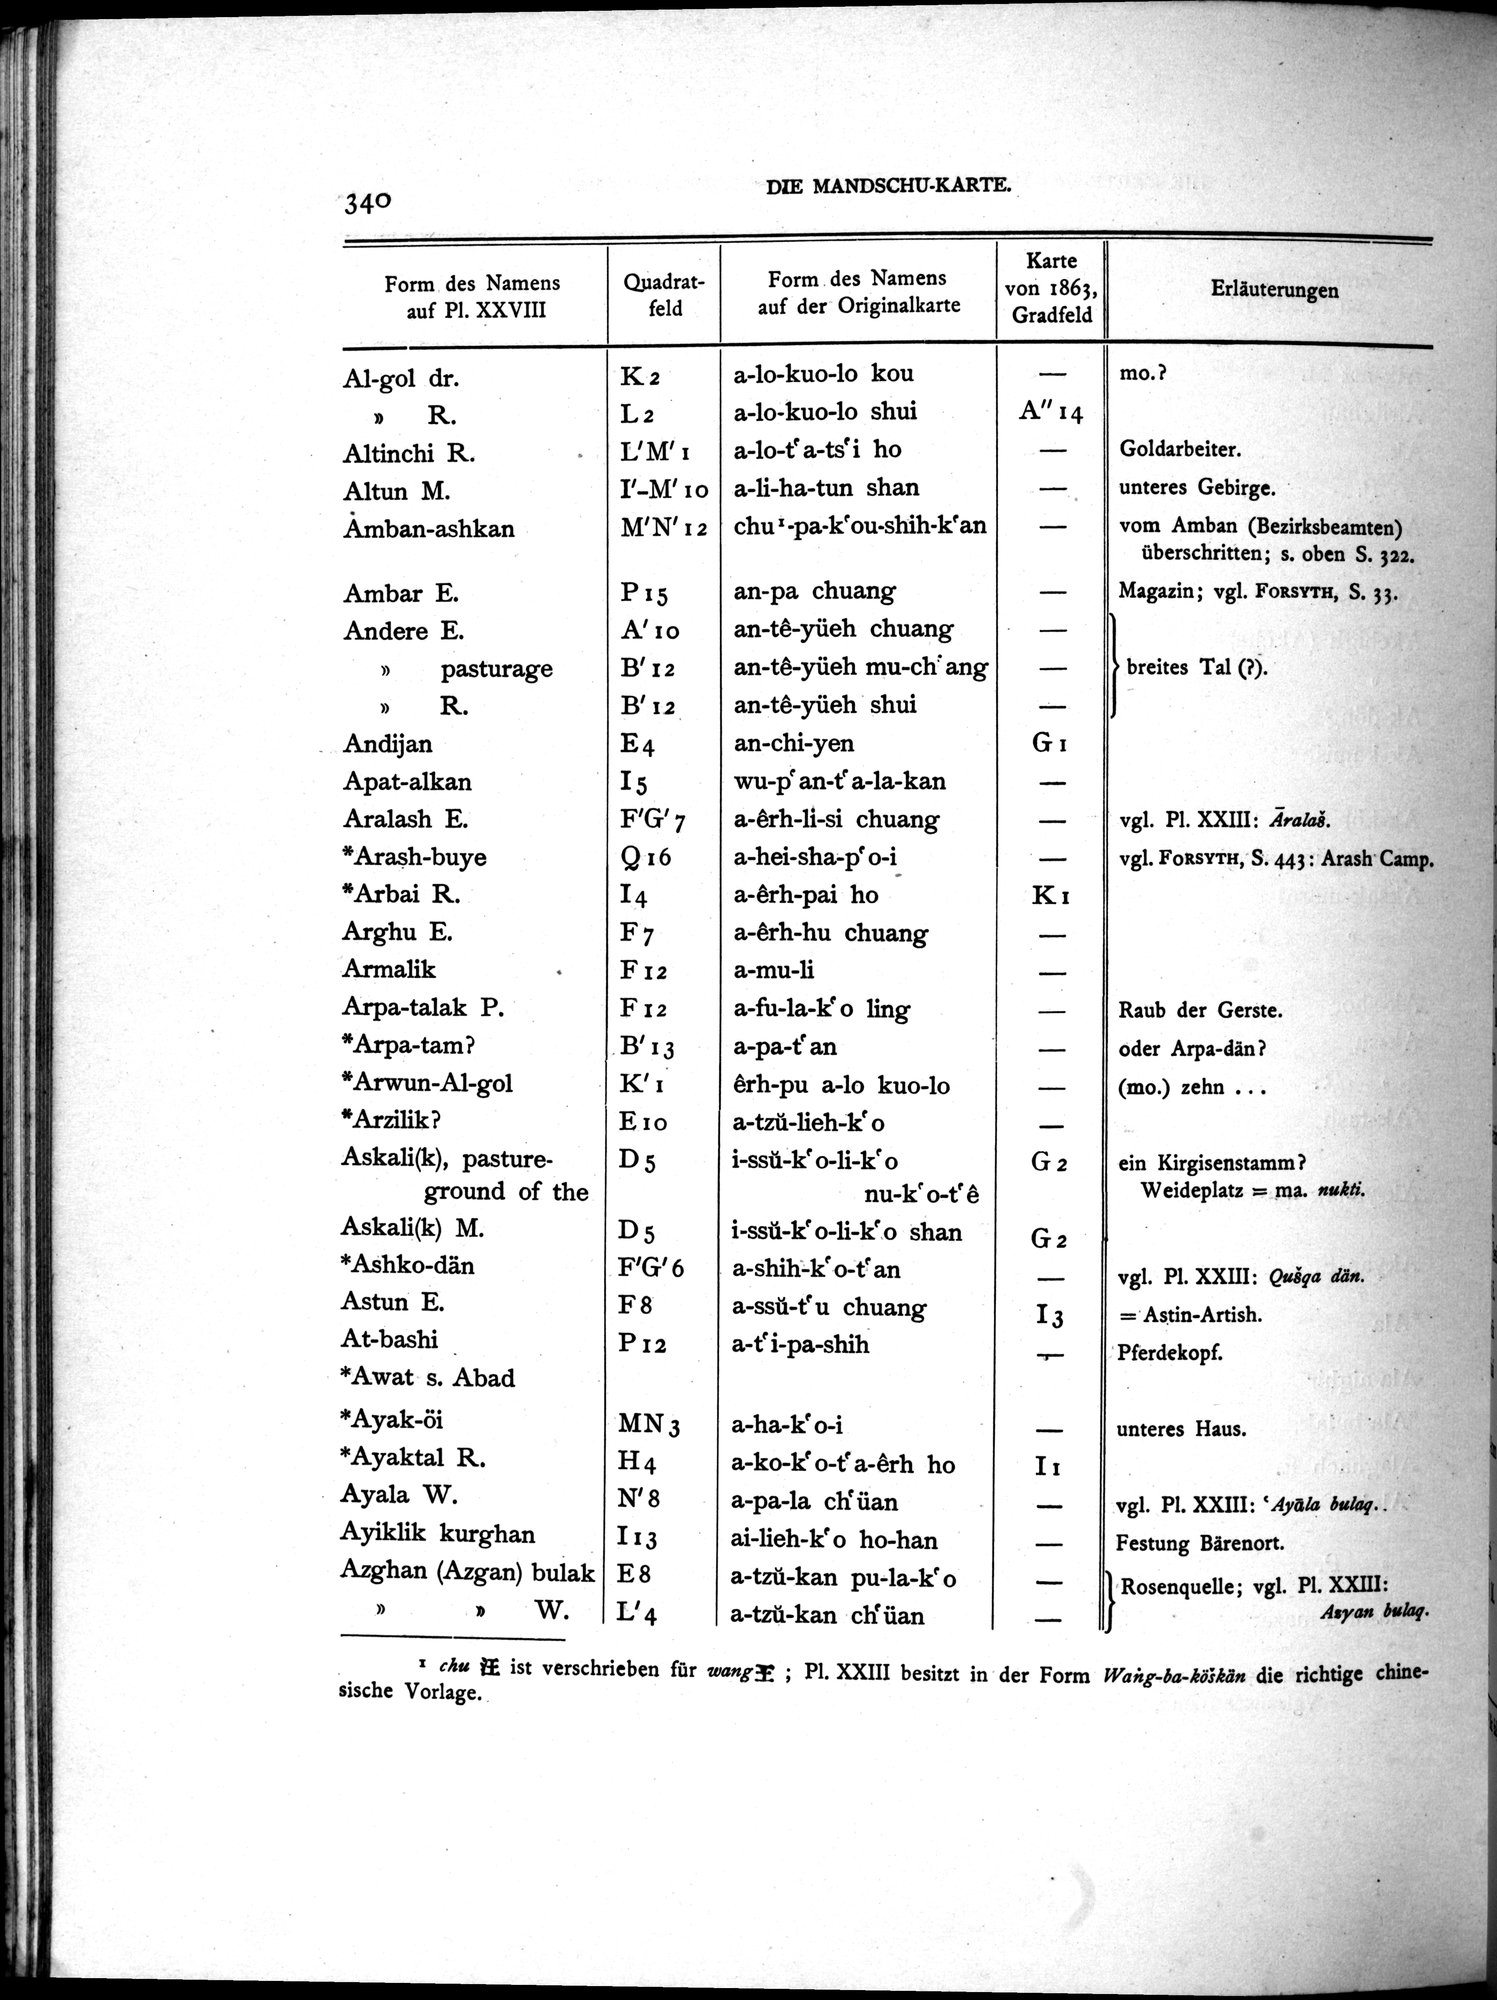 340
DIE MANDSCHU-KARTE.
Form des Namens auf Pl. XXVIII | Quadrat-feld | Form des Namens auf der Originalkarte | Karte von 1863, Gradfeld | Erläuterungen
Al-gol dr. K 2 a-lo-kuo-lo kou — mo.?
» R. L 2 a-lo-kuo-lo shui A″ 14
Altinchi R. L′M′ 1 a-lo-tʻa-tsʻi ho — Goldarbeiter.
Altun M. I′–M′ 10 a-li-ha-tun shan — unteres Gebirge.
Amban-ashkan M′N′ 12 chu¹-pa-kʻou-shih-kʻan — vom Amban (Bezirksbeamten)
überschritten; s. oben S. 322.
Ambar E. P 15 an-pa chuang — Magazin; vgl. FORSYTH, S. 33.
Andere E. A′ 10 an-tê-yüeh chuang —
» pasturage B′ 12 an-tê-yüeh mu-chʻang — breites Tal (?).
» R. B′ 12 an-tê-yüeh shui —
Andijan E 4 an-chi-yen G 1
Apat-alkan I 5 wu-pʻan-tʻa-la-kan —
Aralash E. F′G′ 7 a-êrh-li-si chuang — vgl. Pl. XXIII: Āralaš.
*Arash-buye Q 16 a-hei-sha-pʻo-i — vgl. FORSYTH, S. 443: Arash Camp.
*Arbai R. I 4 a-êrh-pai ho K 1
Arghu E. F 7 a-êrh-hu chuang —
Armalik F 12 a-mu-li —
Arpa-talak P. F 12 a-fu-la-kʻo ling — Raub der Gerste.
*Arpa-tam? B′ 13 a-pa-tʻan — oder Arpa-dän?
*Arwun-Al-gol K′ 1 êrh-pu a-lo kuo-lo — (mo.) zehn . . .
*Arzilik? E 10 a-tzŭ-lieh-kʻo —
Askali(k), pasture- D 5 i-ssŭ-kʻo-li-kʻo G 2 ein Kirgisenstamm?
ground of the nu-kʻo-tʻê Weideplatz = ma. nukti.
Askali(k) M. D 5 i-ssŭ-kʻo-li-kʻo shan G 2
*Ashko-dän F′G′ 6 a-shih-kʻo-tʻan — vgl. Pl. XXIII: Qušqa dän.
Astun E. F 8 a-ssŭ-tʻu chuang I 3 = Astin-Artish.
At-bashi P 12 a-tʻi-pa-shih — Pferdekopf.
*Awat s. Abad
*Ayak-öi MN 3 a-ha-kʻo-i — unteres Haus.
*Ayaktal R. H 4 a-ko-kʻo-tʻa-êrh ho I 1
Ayala W. N′ 8 a-pa-la chʻüan — vgl. Pl. XXIII: ʻAyāla bulaq.
Ayiklik kurghan I 13 ai-lieh-kʻo ho-han — Festung Bärenort.
Azghan (Azgan) bulak E 8 a-tzŭ-kan pu-la-kʻo — Rosenquelle; vgl. Pl. XXIII:
» » W. L′ 4 a-tzŭ-kan chʻüan — Azyan bulaq.
¹ chu ist verschrieben für wang 王; Pl. XXIII besitzt in der Form Waṅg-ba-köškän die richtige chine-
sische Vorlage.